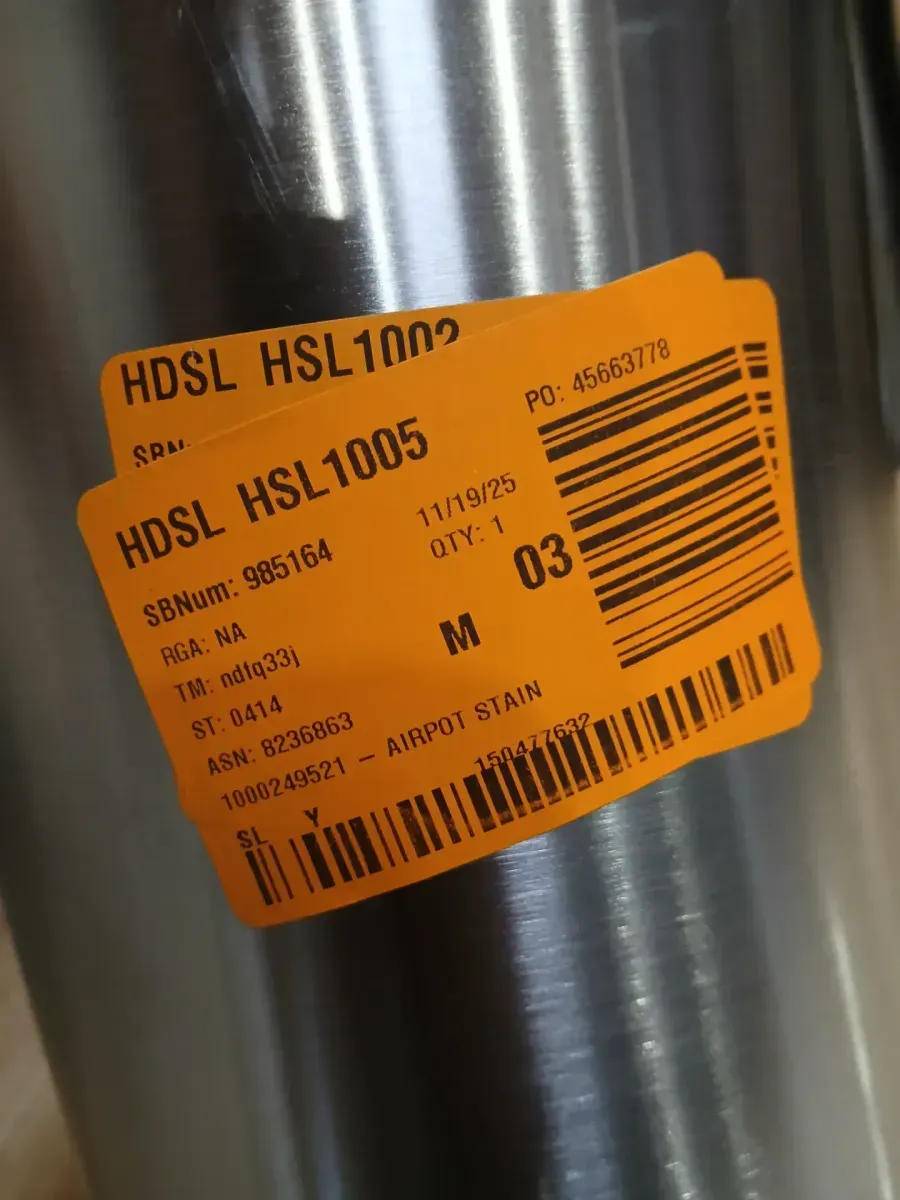 HDSL HSL1002
SBN
HDSL HSL1005
PO: 45663778
SBNum: 985164
11/19/25
RGA: NA
QTY: 1
03
TM: ndfq33j
M
ST: 0414
ASN: 8236863
1000249521 – AIRPOT STAIN
150477632
SL Y